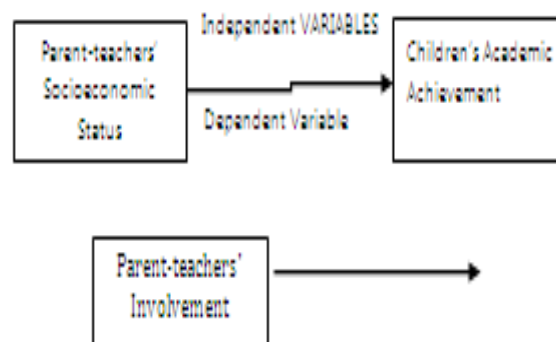 Independent VARIABLES
Parent-teachers'
Socioeconomic
Status
Children's Academic
Achievement
Dependent Variable
Parent-teachers'
Involvement